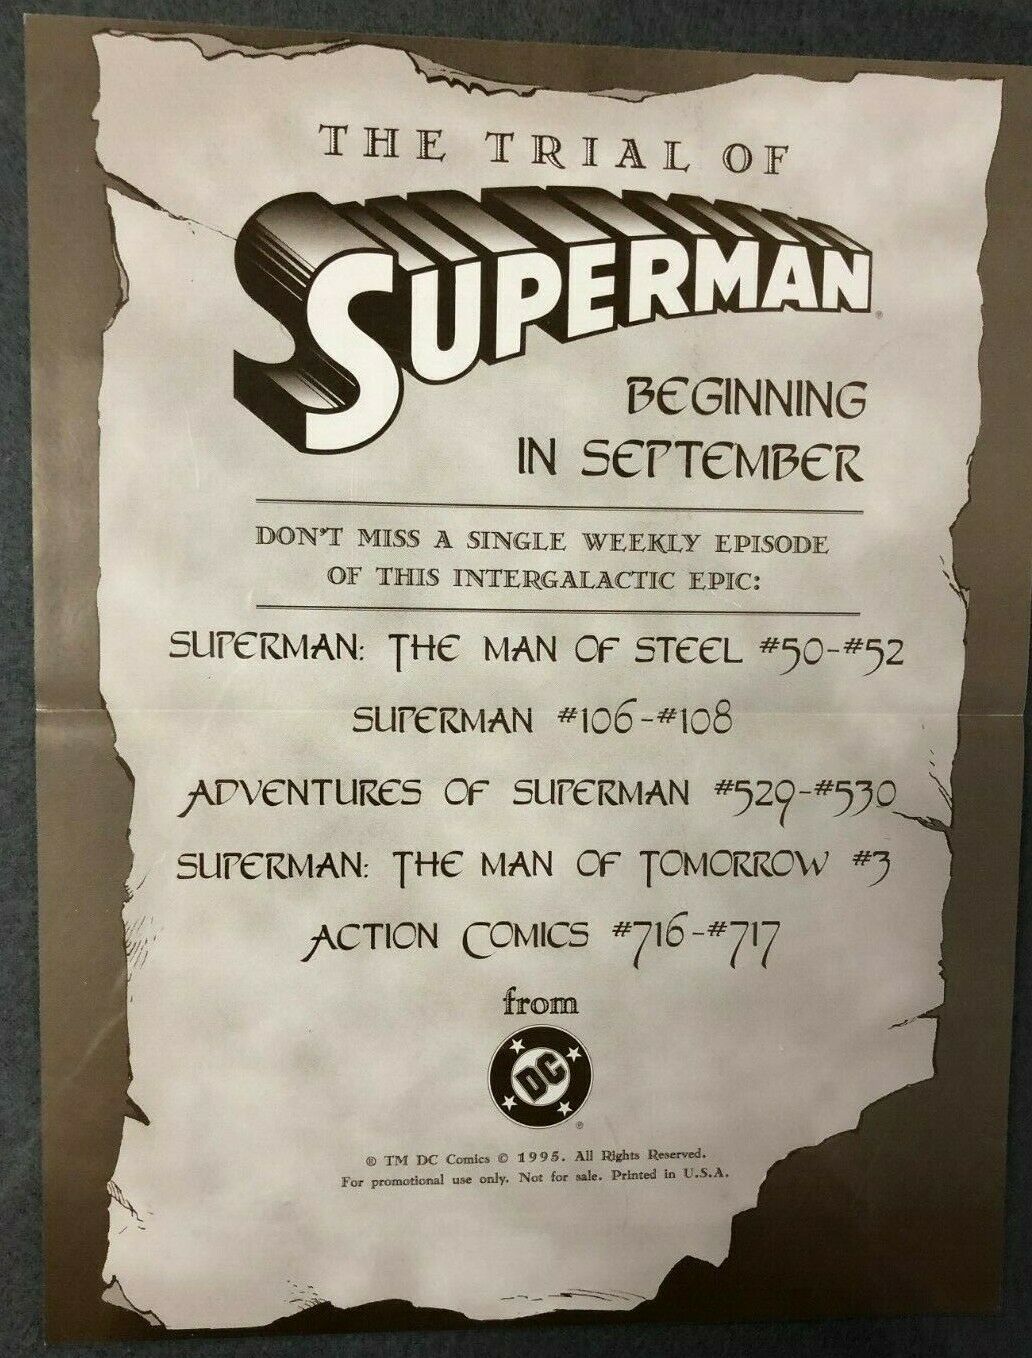 THE TRIAL OF
SUPERMAN®
BEGINNING
IN SEPTEMBER
DON'T MISS A SINGLE WEEKLY EPISODE
OF THIS INTERGALACTIC EPIC:
SUPERMAN: THE MAN OF STEEL #50-#52
SUPERMAN #106-#108
ADVENTURES OF SUPERMAN #529-#530
SUPERMAN: THE MAN OF TOMORROW #3
ACTION COMICS #716-#717
from
DC®
® TM DC Comics © 1995. All Rights Reserved.
For promotional use only. Not for sale. Printed in U.S.A.